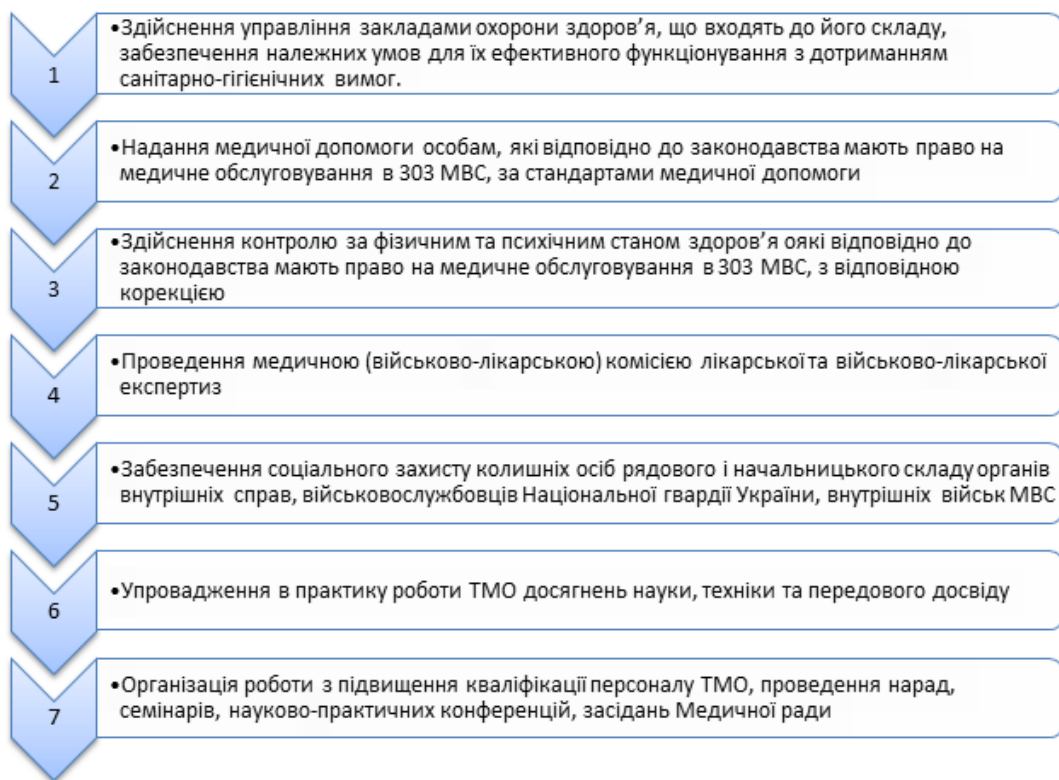 1
•Здійснення управління закладами охорони здоров’я, що входять до його складу,
забезпечення належних умов для їх ефективного функціонування з дотриманням
санітарно-гігієнічних вимог.
2
•Надання медичної допомоги особам, які відповідно до законодавства мають право на
медичне обслуговування в ЗОЗ МВС, за стандартами медичної допомоги
3
•Здійснення контролю за фізичним та психічним станом здоров’я оякі відповідно до
законодавства мають право на медичне обслуговування в ЗОЗ МВС, з відповідною
корекцією
4
•Проведення медичною (військово-лікарською) комісією лікарської та військово-лікарської
експертиз
5
•Забезпечення соціального захисту колишніх осіб рядового і начальницького складу органів
внутрішніх справ, військовослужбовців Національної гвардії України, внутрішніх військ МВС
6
•Упровадження в практику роботи ТМО досягнень науки, техніки та передового досвіду
7
•Організація роботи з підвищення кваліфікації персоналу ТМО, проведення нарад,
семінарів, науково-практичних конференцій, засідань Медичної ради